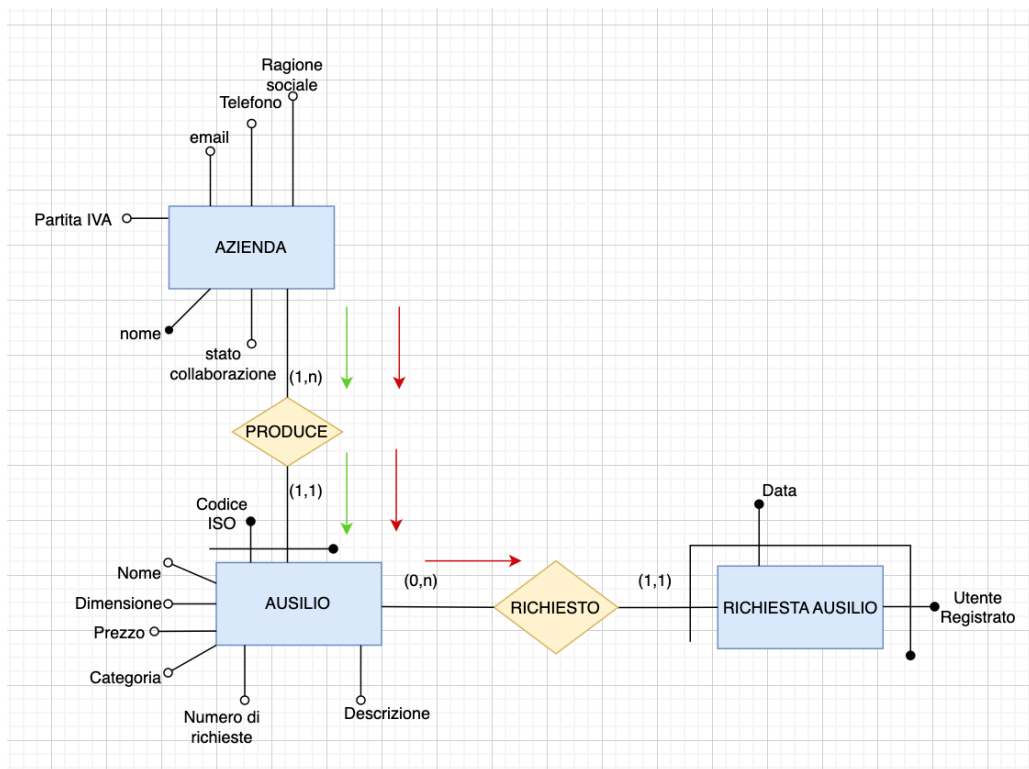 Ragione
sociale
Telefono
email
Partita IVA
AZIENDA
nome
stato
collaborazione
(1,n)
PRODUCE
(1,1)
Codice
ISO
Data
Nome
(0,n)
(1,1)
Dimensione
AUSILIO
RICHIESTO
RICHIESTA AUSILIO
Utente
Registrato
Prezzo
Categoria
Numero di
richieste
Descrizione